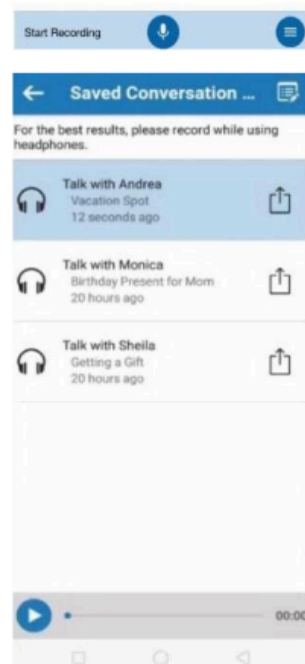 Start Recording
Saved Conversation ...
For the best results, please record while using
headphones.
Talk with Andrea
Vacation Spot
12 seconds ago
Talk with Monica
Birthday Present for Mom
20 hours ago
Talk with Sheila
Getting a Gift
20 hours ago
00:00